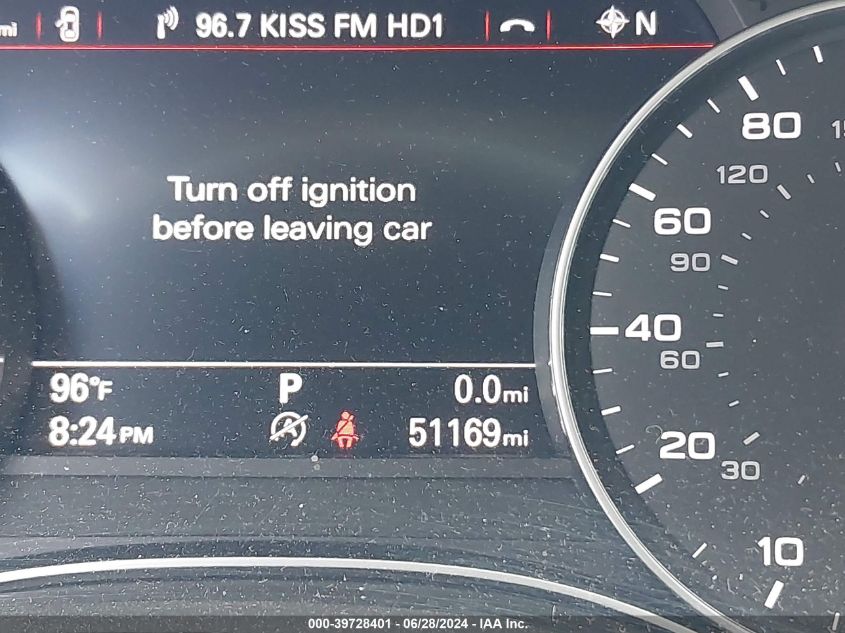 mi 96.7 KISS FM HD1 N
Turn off ignition
before leaving car
96°F P 0.0mi
8:24PM 51169mi
80
120
60
90
40
60
20
30
10
000-39728401 - 06/28/2024 - IAA Inc.